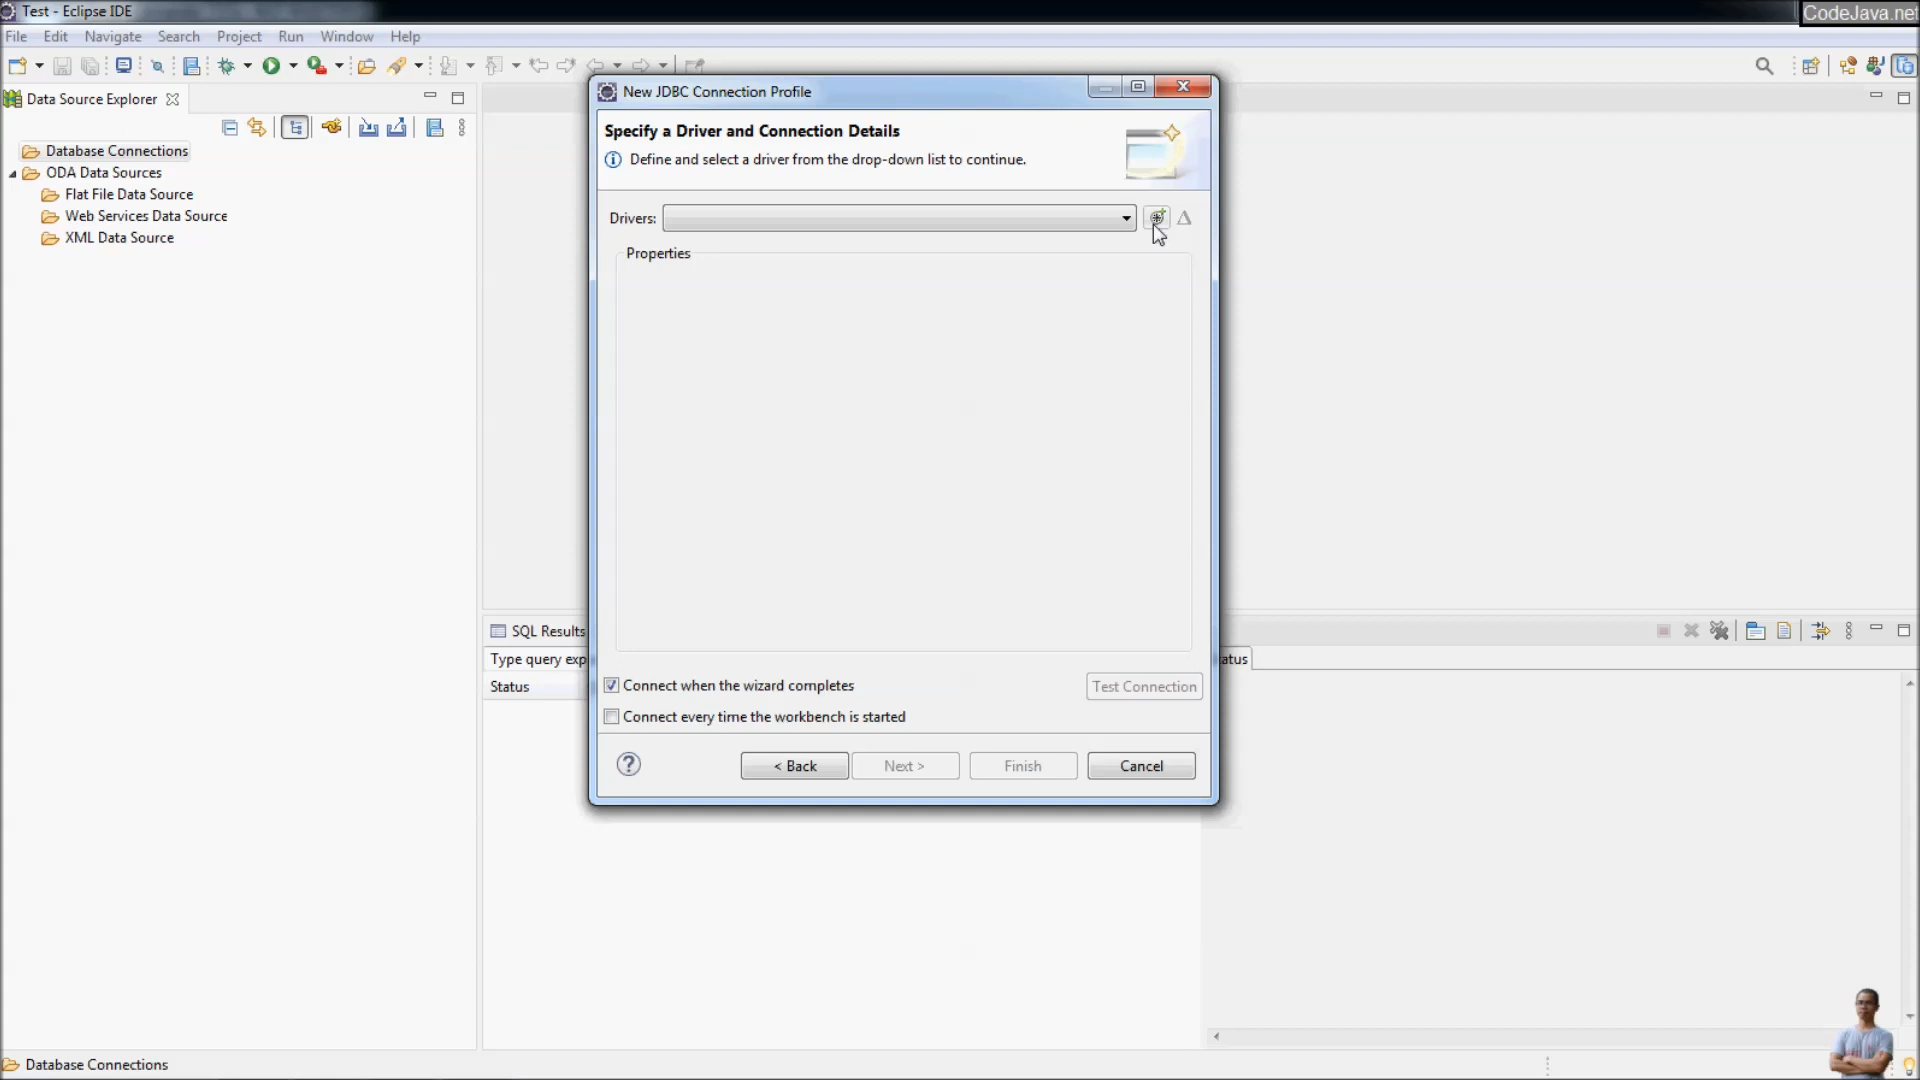 Test - Eclipse IDE
CodeJava.net
File Edit Navigate Search Project Run Window Help
Data Source Explorer
Database Connections
ODA Data Sources
Flat File Data Source
Web Services Data Source
XML Data Source
New JDBC Connection Profile
Specify a Driver and Connection Details
Define and select a driver from the drop-down list to continue.
Drivers:
Properties
Connect when the wizard completes
Test Connection
Connect every time the workbench is started
? < Back Next > Finish Cancel
SQL Results
Type query exp
Status
atus
Database Connections